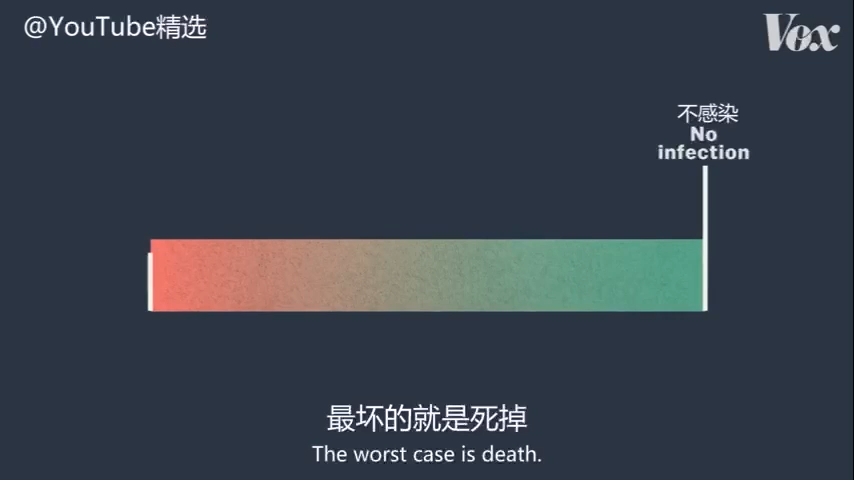 @YouTube精选
Vox
不感染
No
infection
最坏的就是死掉
The worst case is death.